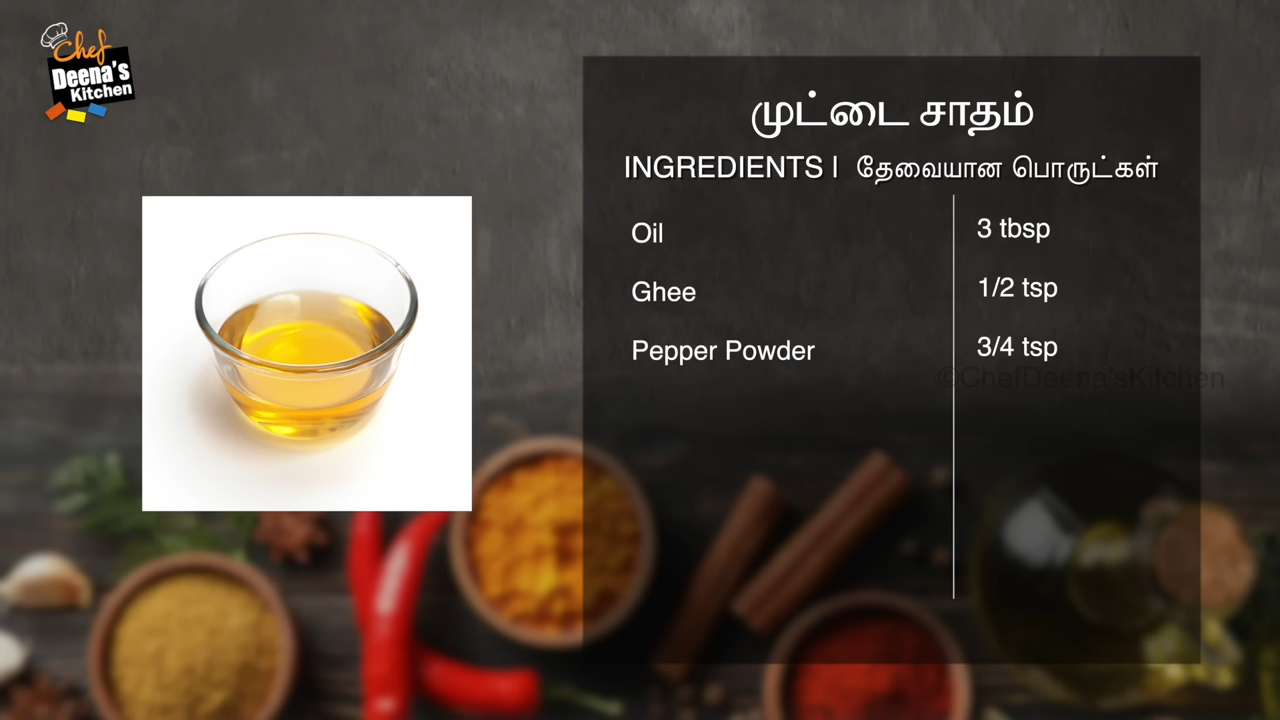 Chef
Deena's
Kitchen
முட்டை சாதம்
INGREDIENTS | தேவையான பொருட்கள்
Oil 3 tbsp
Ghee 1/2 tsp
Pepper Powder 3/4 tsp
©ChefDeena'sKitchen